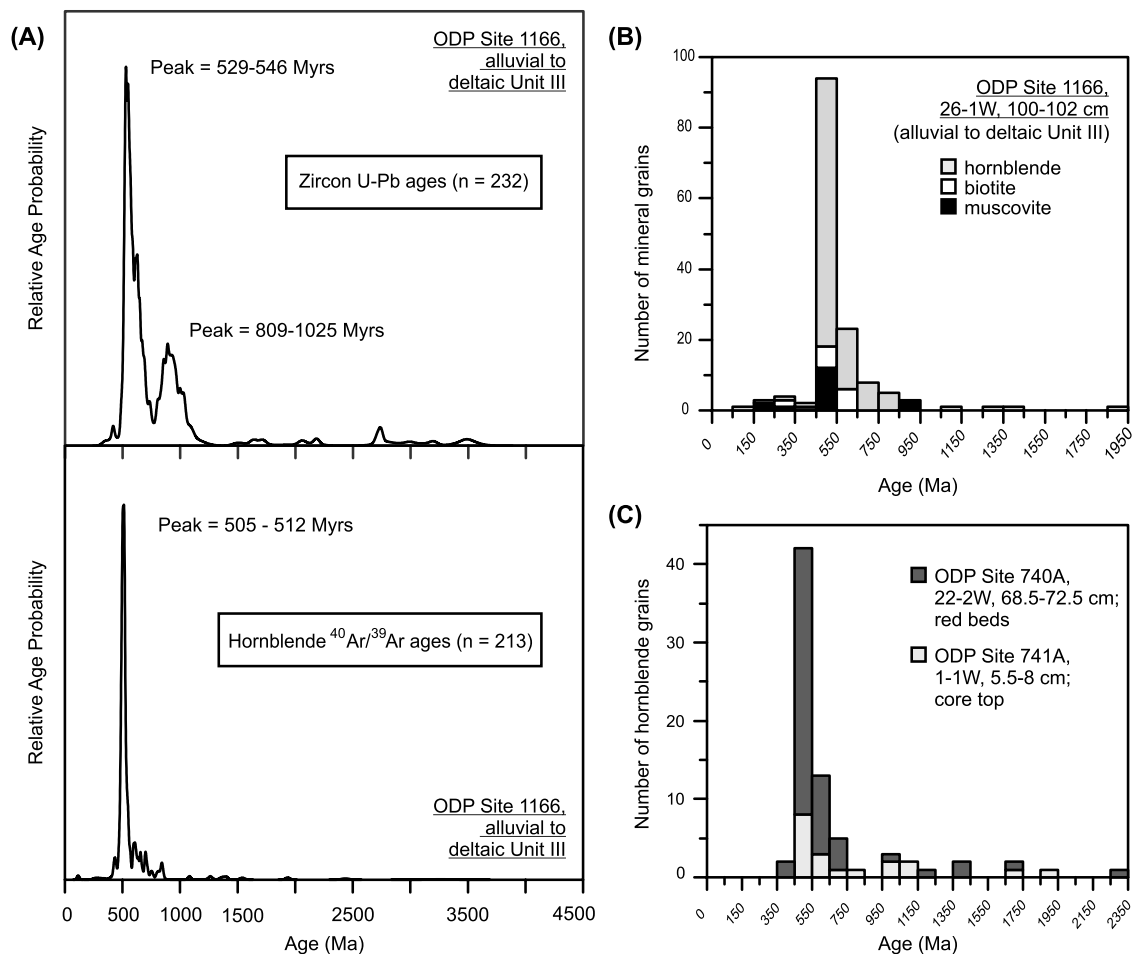 (A)
ODP Site 1166,
alluvial to
deltaic Unit III
Peak = 529-546 Myrs
Zircon U-Pb ages (n = 232)
Peak = 809-1025 Myrs
Relative Age Probability
Peak = 505 - 512 Myrs
Hornblende 40Ar/39Ar ages (n = 213)
ODP Site 1166,
alluvial to
deltaic Unit III
Relative Age Probability
0 500 1000 1500 2500 3500 4500
Age (Ma)
(B)
ODP Site 1166,
26-1W, 100-102 cm
(alluvial to deltaic Unit III)
hornblende
biotite
muscovite
100
80
60
40
20
0
Number of mineral grains
0 150 350 550 750 950 1150 1350 1550 1750 1950
Age (Ma)
(C)
ODP Site 740A,
22-2W, 68.5-72.5 cm;
red beds
ODP Site 741A,
1-1W, 5.5-8 cm;
core top
40
30
20
10
0
Number of hornblende grains
0 150 350 550 750 950 1150 1350 1550 1750 1950 2150 2350
Age (Ma)